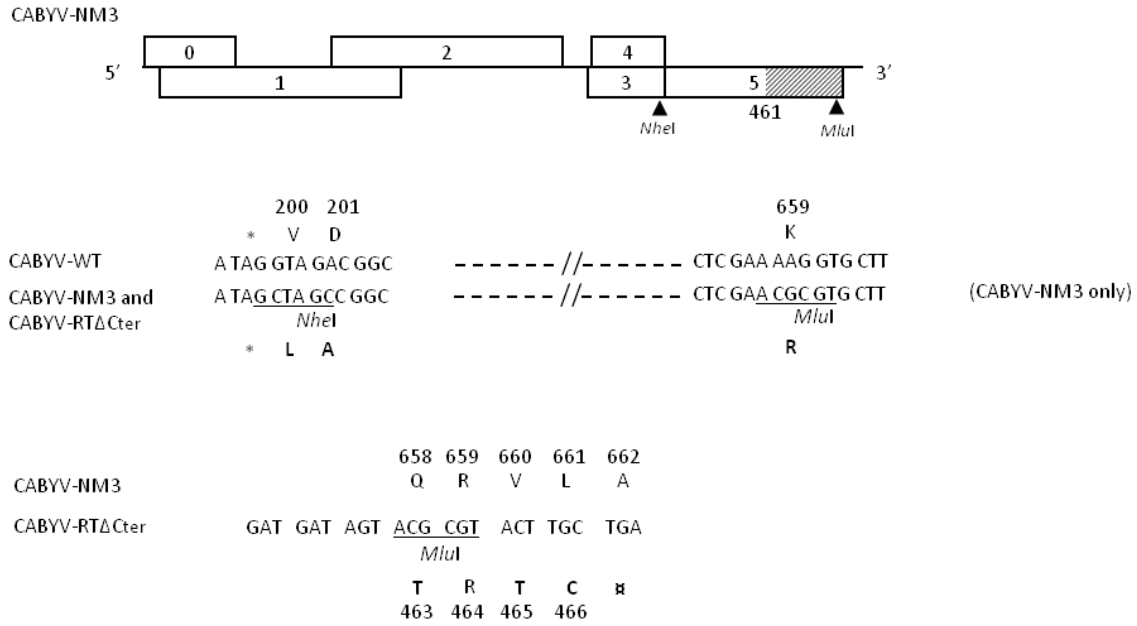 CABYV-NM3
0 2 4
5′ 3′
1 3 5
461
NheI MluI
200 201 659
* V D K
CABYV-WT A TAG GTA GAC GGC - - - - - - // - - - - - - CTC GAA AAG GTG CTT
CABYV-NM3 and A TAG CTA GCC GGC - - - - - - // - - - - - - CTC GAA CGC GTG CTT (CABYV-NM3 only)
CABYV-RTΔCter NheI MluI
* L A R
658 659 660 661 662
CABYV-NM3 Q R V L A
CABYV-RTΔCter GAT GAT AGT ACG CGT ACT TGC TGA
MluI
T R T C ¤
463 464 465 466